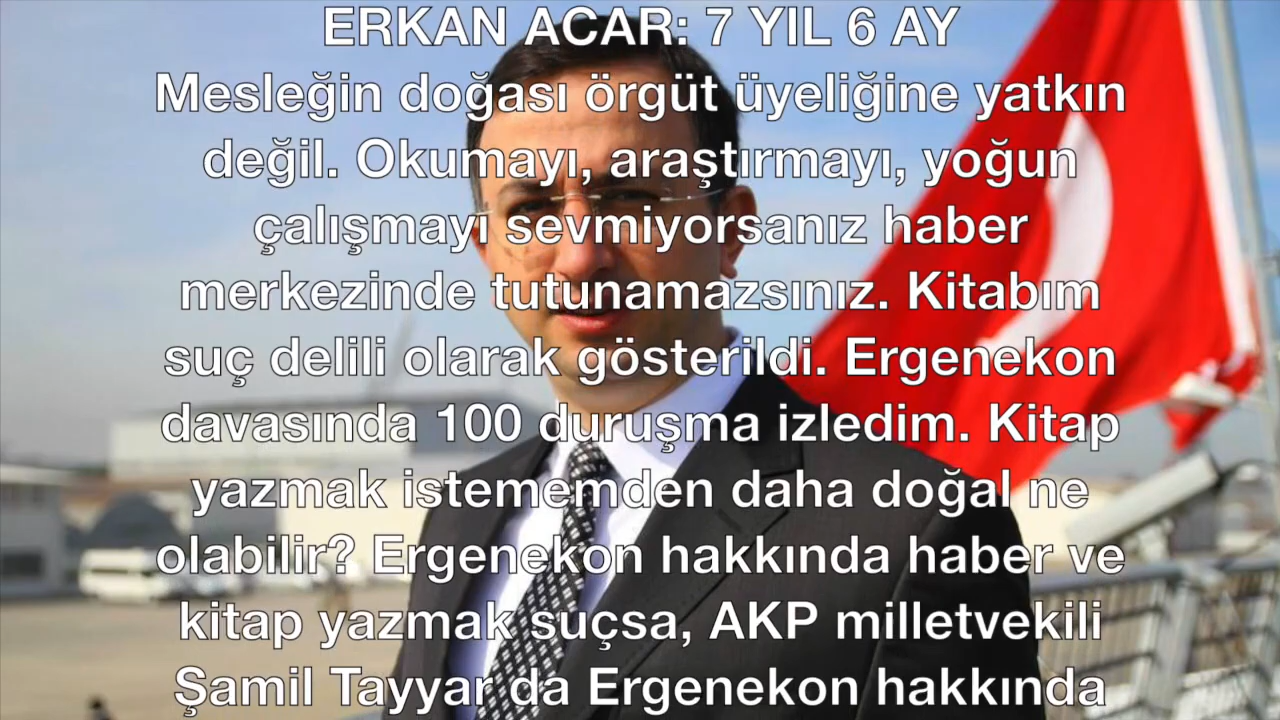 ERKAN ACAR: 7 YIL 6 AY
Mesleğin doğası örgüt üyeliğine yatkın
değil. Okumayı, araştırmayı, yoğun
çalışmayı sevmiyorsanız haber
merkezinde tutunamazsınız. Kitabım
suç delili olarak gösterildi. Ergenekon
davasında 100 duruşma izledim. Kitap
yazmak istememden daha doğal ne
olabilir? Ergenekon hakkında haber ve
kitap yazmak suçsa, AKP milletvekili
Şamil Tayyar da Ergenekon hakkında